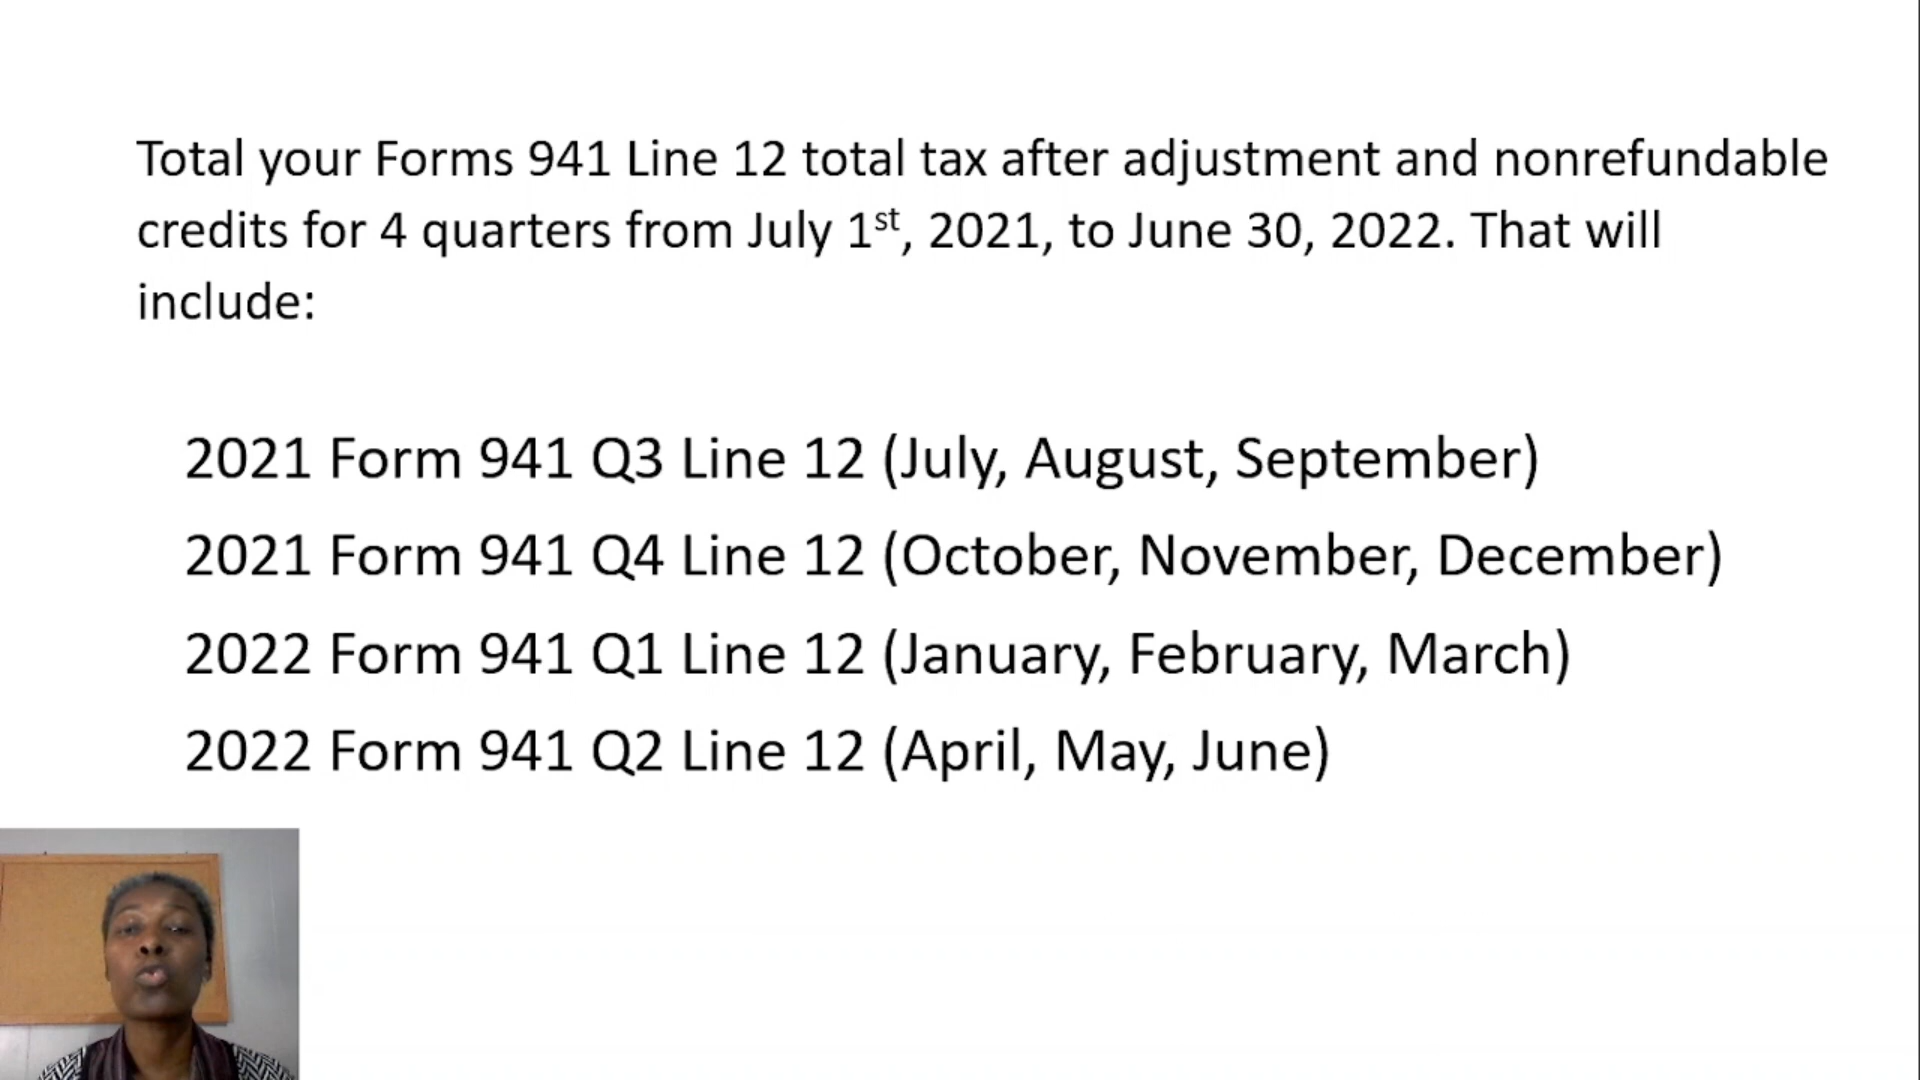 Total your Forms 941 Line 12 total tax after adjustment and nonrefundable
credits for 4 quarters from July 1st, 2021, to June 30, 2022. That will
include:
2021 Form 941 Q3 Line 12 (July, August, September)
2021 Form 941 Q4 Line 12 (October, November, December)
2022 Form 941 Q1 Line 12 (January, February, March)
2022 Form 941 Q2 Line 12 (April, May, June)